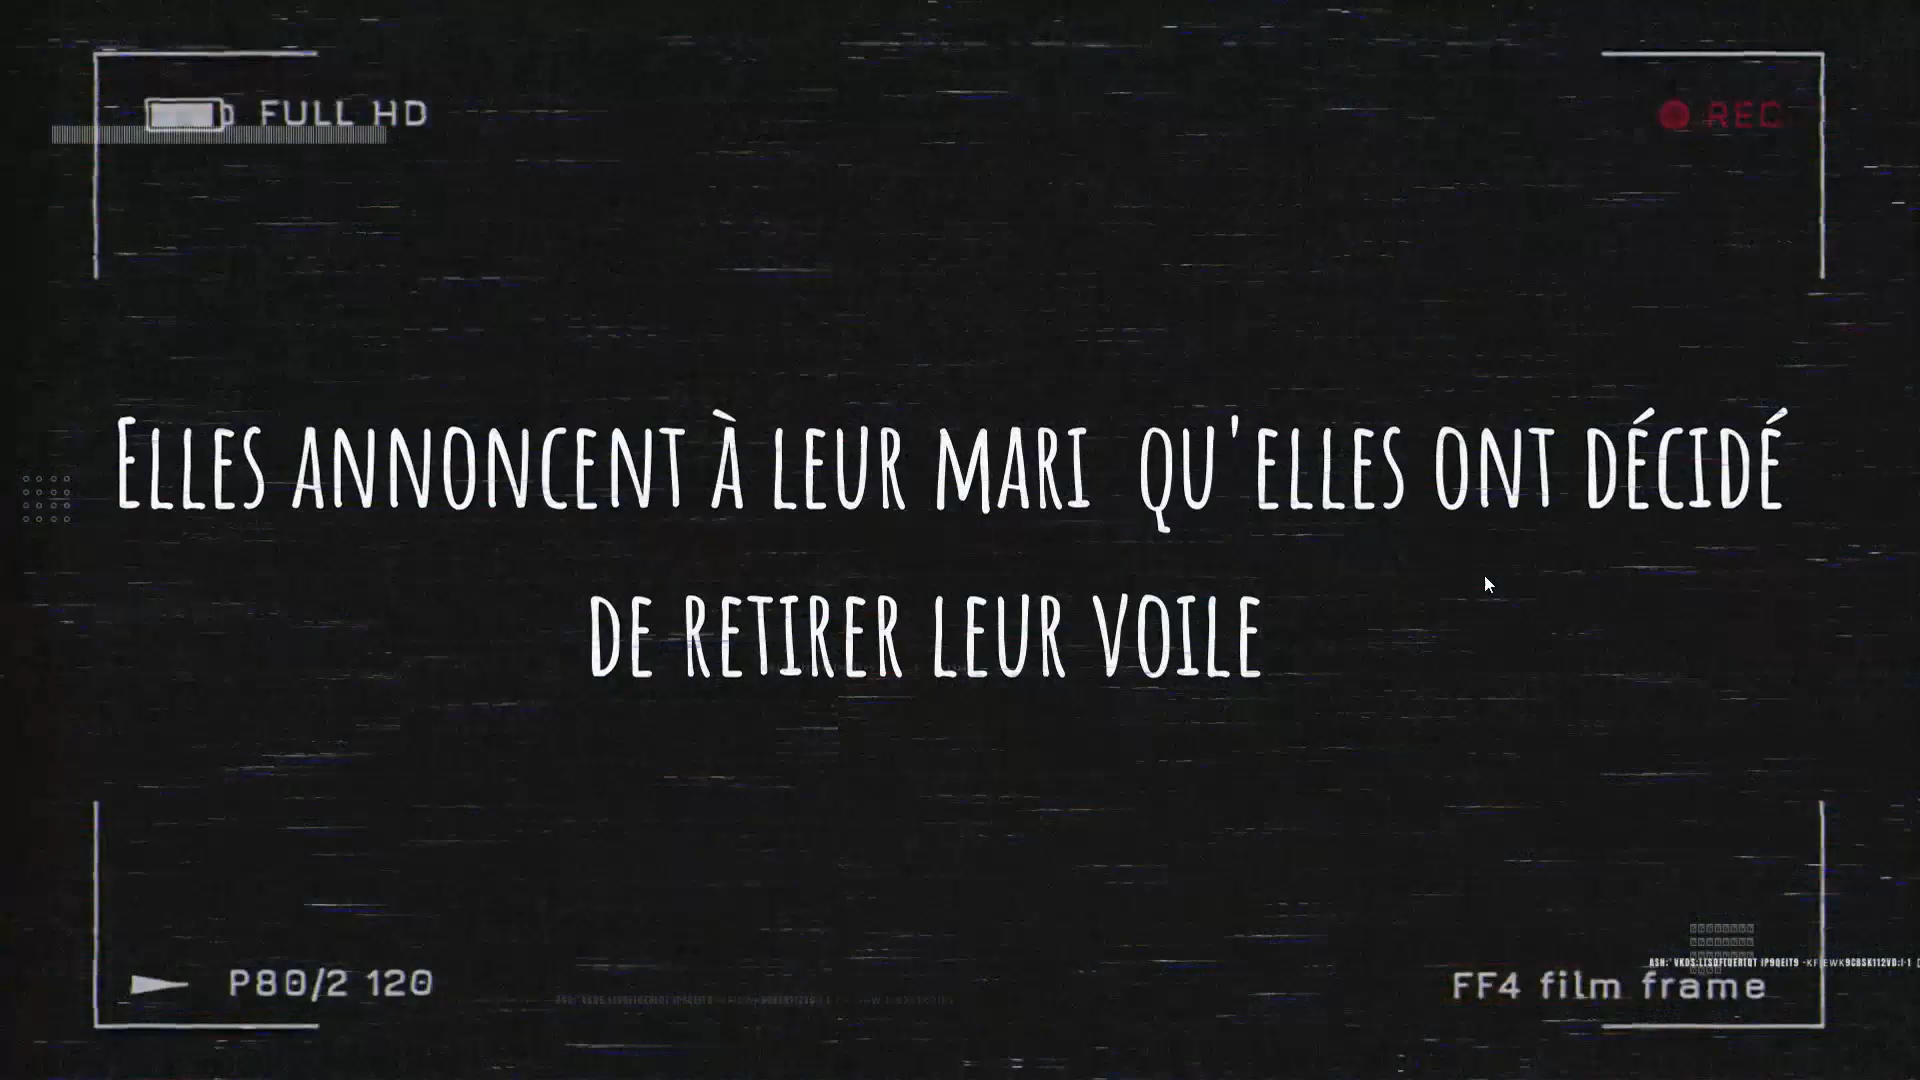 FULL HD
REC
Elles annoncent à leur mari qu'elles ont décidé
de retirer leur voile
P80/2 120
FF4 film frame